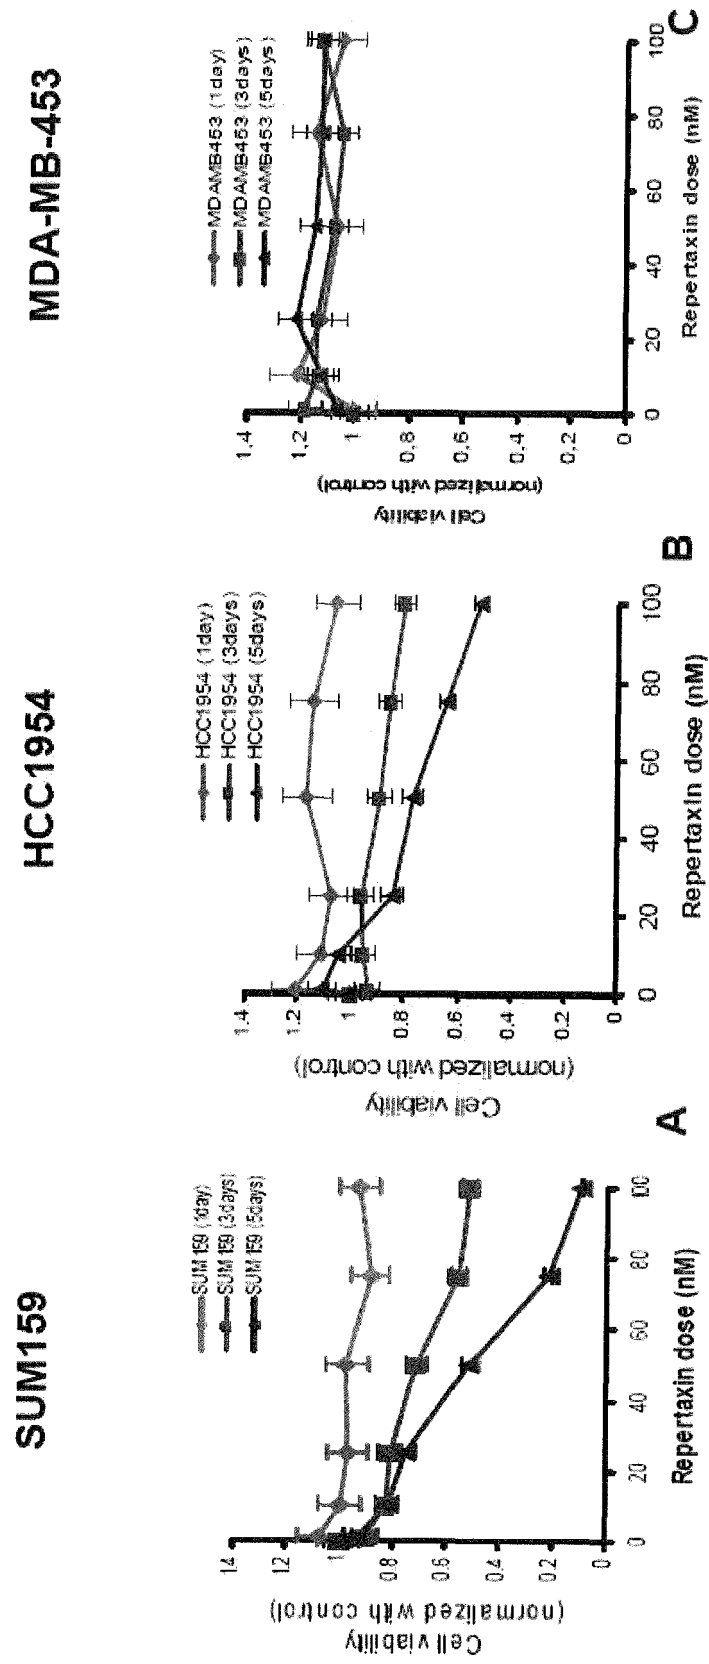 SUM159
SUM159 (1day)
SUM159 (3days)
SUM159 (5days)
Cell viability
(normalized with control)
1.4
1.2
1
0.8
0.6
0.4
0.2
0
0 20 40 60 80 100
Repertaxin dose (nM)
A
HCC1954
HCC1954 (1day)
HCC1954 (3days)
HCC1954 (5days)
Cell viability
(normalized with control)
1.4
1.2
1
0.8
0.6
0.4
0.2
0
0 20 40 60 80 100
Repertaxin dose (nM)
B
MDA-MB-453
MDAMB453 (1day)
MDAMB453 (3days)
MDAMB453 (5days)
Cell viability
(normalized with control)
1,4
1,2
1
0,8
0,6
0,4
0,2
0
0 20 40 60 80 100
Repertaxin dose (nM)
C